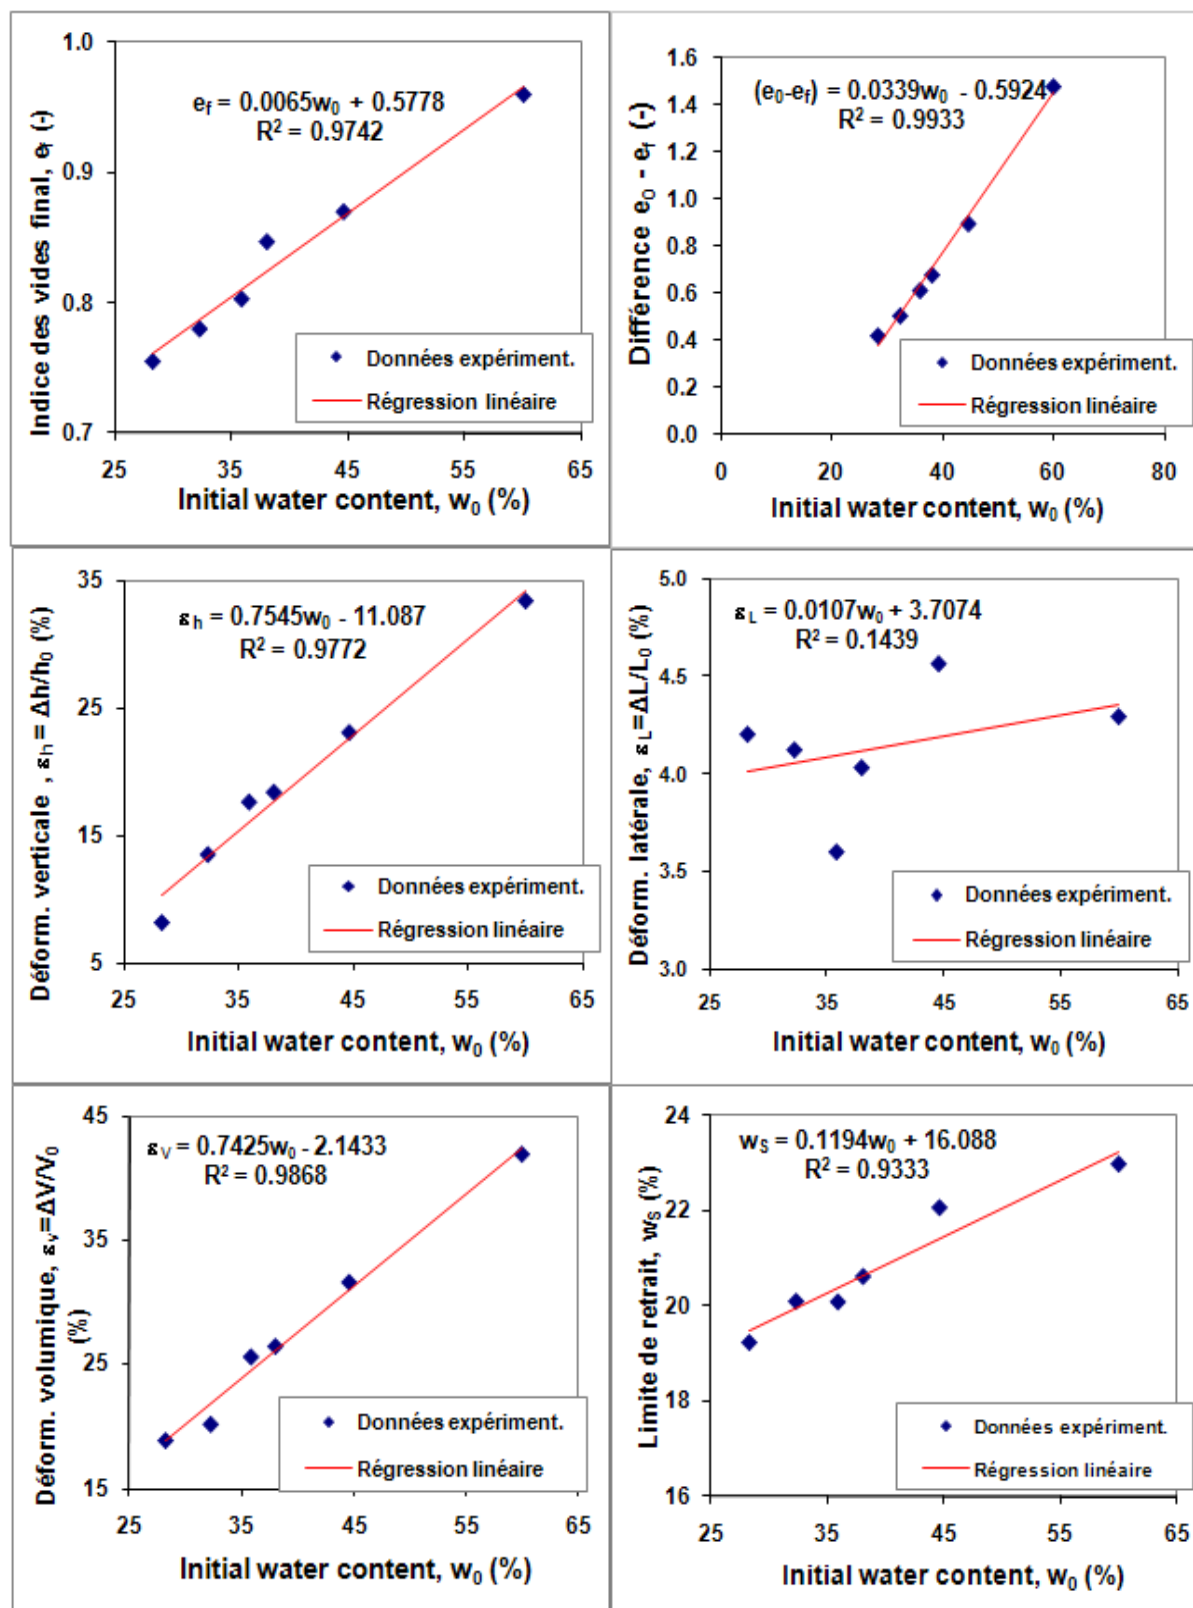 1.0
0.9
0.8
0.7
25 35 45 55 65
Indice des vides final, e_f (-)
e_f = 0.0065w_0 + 0.5778
R² = 0.9742
Données expériment.
Régression linéaire
Initial water content, w_0 (%)
1.6
1.4
1.2
1.0
0.8
0.6
0.4
0.2
0.0
0 20 40 60 80
Différence e_0 - e_f (-)
(e_0-e_f) = 0.0339w_0 - 0.5924
R² = 0.9933
Données expériment.
Régression linéaire
Initial water content, w_0 (%)
35
25
15
5
25 35 45 55 65
Déform. verticale , ε_h= Δh/h_0 (%)
ε_h = 0.7545w_0 - 11.087
R² = 0.9772
Données expériment.
Régression linéaire
Initial water content, w_0 (%)
5.0
4.5
4.0
3.5
3.0
25 35 45 55 65
Déform. latérale, ε_L=ΔL/L_0 (%)
ε_L = 0.0107w_0 + 3.7074
R² = 0.1439
Données expériment.
Régression linéaire
Initial water content, w_0 (%)
45
35
25
15
25 35 45 55 65
Déform. volumique, ε_v=ΔV/V_0
(%)
ε_V = 0.7425w_0 - 2.1433
R² = 0.9868
Données expériment.
Régression linéaire
Initial water content, w_0 (%)
24
22
20
18
16
25 35 45 55 65
Limite de retrait, w_S (%)
w_S = 0.1194w_0 + 16.088
R² = 0.9333
Données expériment.
Régression linéaire
Initial water content, w_0 (%)